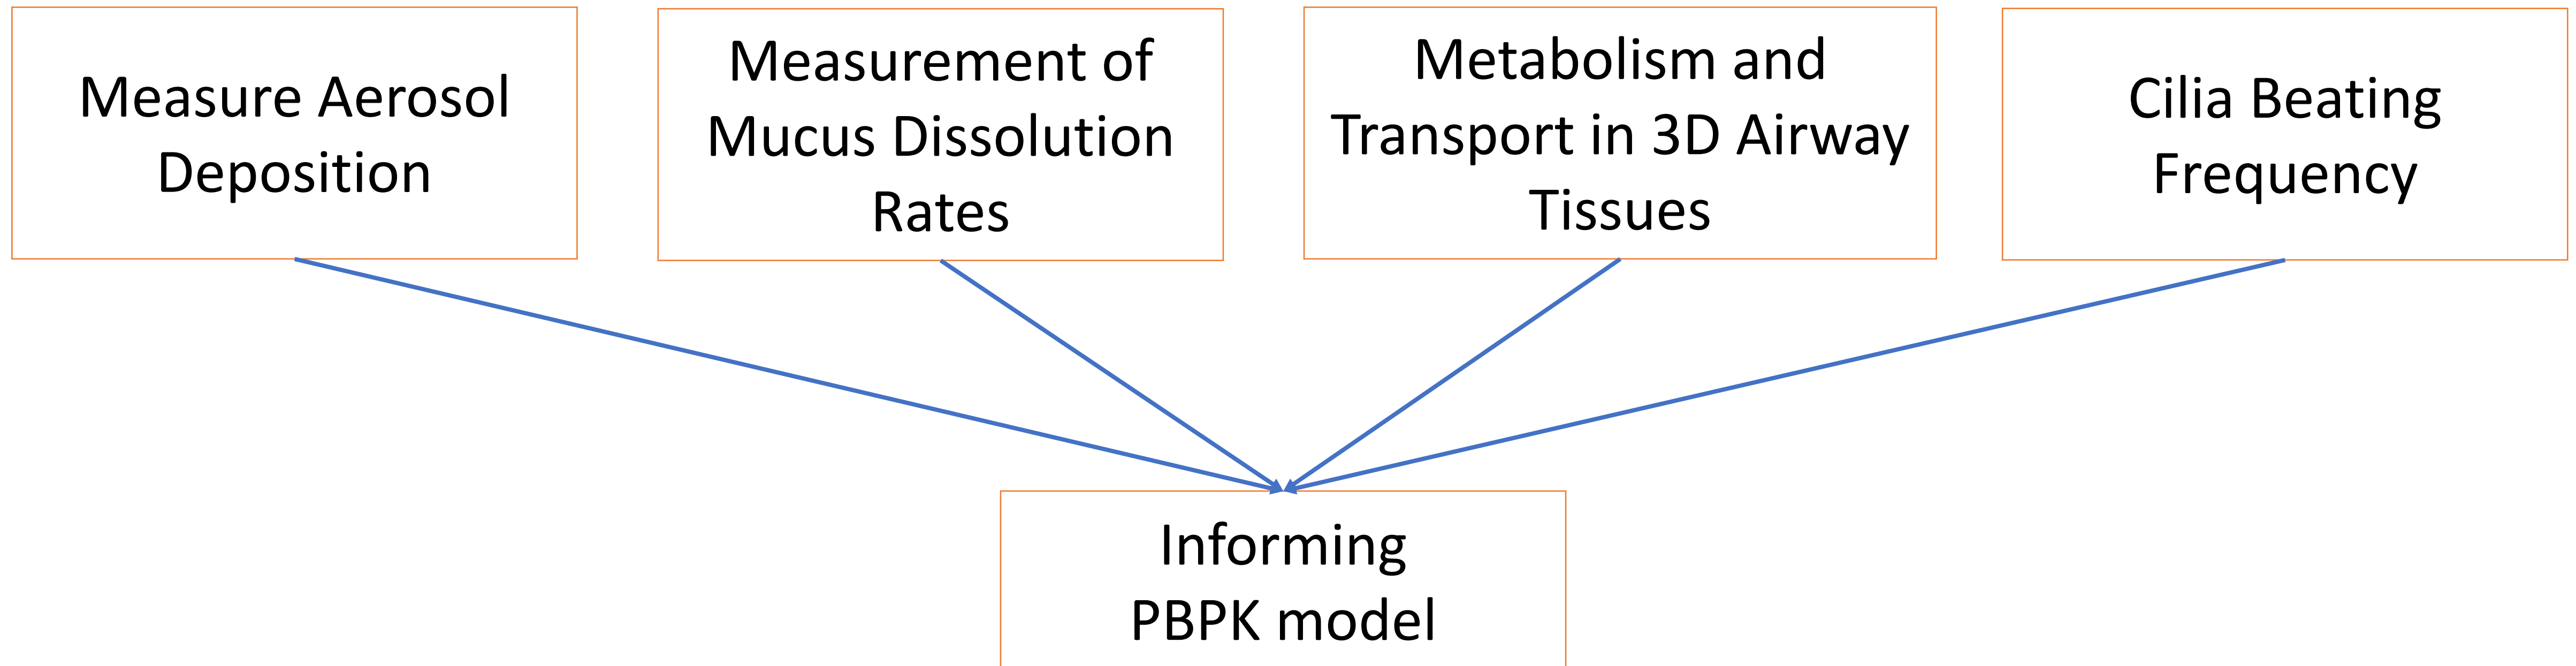 Measure Aerosol
Deposition
Measurement of
Mucus Dissolution
Rates
Metabolism and
Transport in 3D Airway
Tissues
Cilia Beating
Frequency
Informing
PBPK model